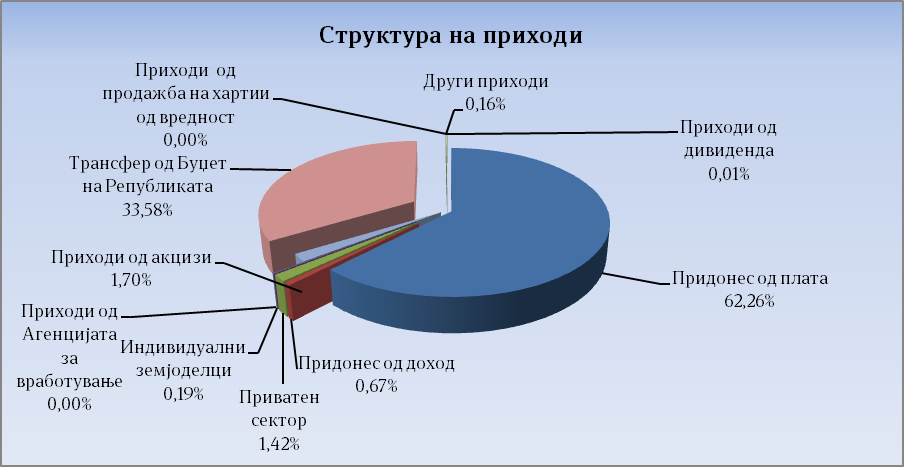 Структура на приходи
Приходи од
продажба на хартии
од вредност
0,00%
Други приходи
0,16%
Приходи од
дивиденда
0,01%
Трансфер од Буџет
на Републиката
33,58%
Придонес од плата
62,26%
Приходи од акцизи
1,70%
Приходи од
Агенцијата
за
вработување
0,00%
Индивидуални
земјоделци
0,19%
Приватен
сектор
1,42%
Придонес од доход
0,67%